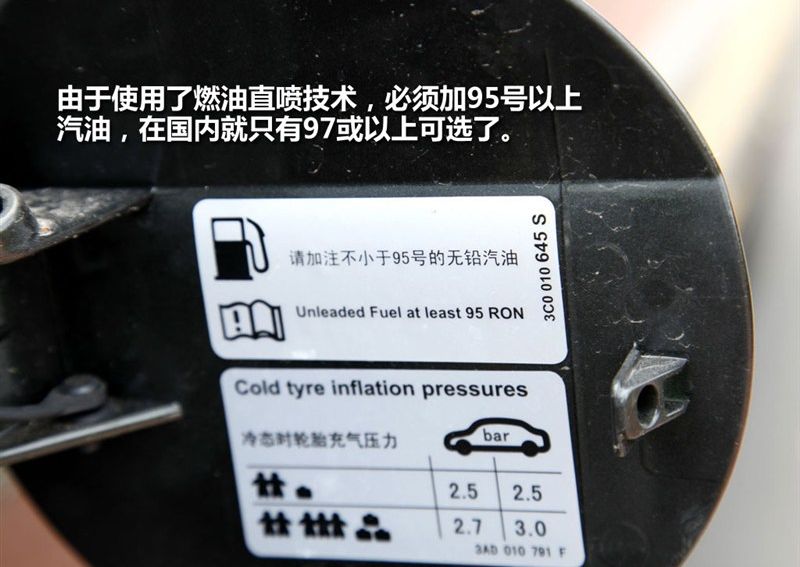 由于使用了燃油直喷技术，必须加95号以上
汽油，在国内就只有97或以上可选了。
请加注不小于95号的无铅汽油
Unleaded Fuel at least 95 RON
3C0 010 645 S
Cold tyre inflation pressures
冷态时轮胎充气压力
bar
2.5 2.5
2.7 3.0
3AD 010 791 F